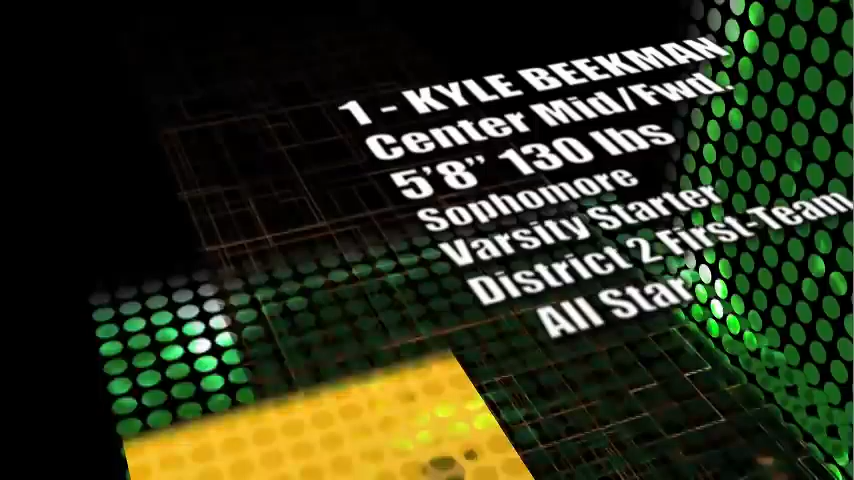 1 - KYLE BEEKMAN
Center Mid/Fwd.
5'8" 130 lbs
Sophomore
Varsity Starter
District 2 First-Team
All Star